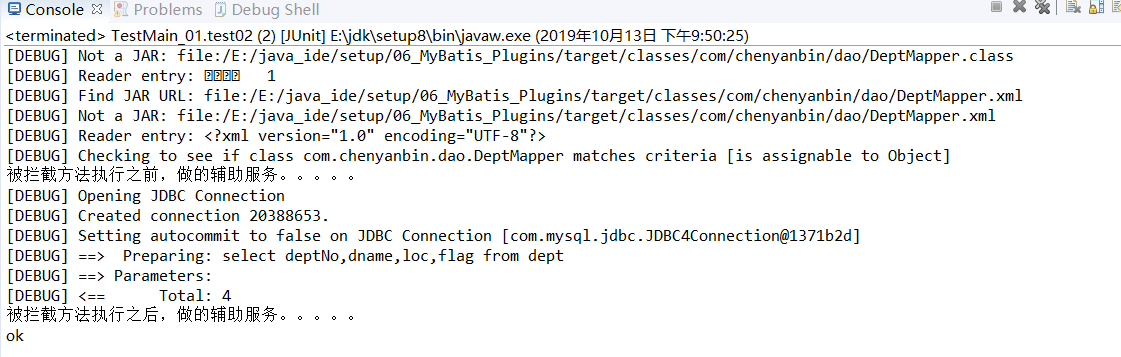 Console Problems Debug Shell
<terminated> TestMain_01.test02 (2) [JUnit] E:\jdk\setup8\bin\javaw.exe (2019年10月13日 下午9:50:25)
[DEBUG] Not a JAR: file:/E:/java_ide/setup/06_MyBatis_Plugins/target/classes/com/chenyanbin/dao/DeptMapper.class
[DEBUG] Reader entry: 1
[DEBUG] Find JAR URL: file:/E:/java_ide/setup/06_MyBatis_Plugins/target/classes/com/chenyanbin/dao/DeptMapper.xml
[DEBUG] Not a JAR: file:/E:/java_ide/setup/06_MyBatis_Plugins/target/classes/com/chenyanbin/dao/DeptMapper.xml
[DEBUG] Reader entry: <?xml version="1.0" encoding="UTF-8"?>
[DEBUG] Checking to see if class com.chenyanbin.dao.DeptMapper matches criteria [is assignable to Object]
被拦截方法执行之前，做的辅助服务。。。。。
[DEBUG] Opening JDBC Connection
[DEBUG] Created connection 20388653.
[DEBUG] Setting autocommit to false on JDBC Connection [com.mysql.jdbc.JDBC4Connection@1371b2d]
[DEBUG] ==>  Preparing: select deptNo,dname,loc,flag from dept
[DEBUG] ==> Parameters:
[DEBUG] <==      Total: 4
被拦截方法执行之后，做的辅助服务。。。。。
ok